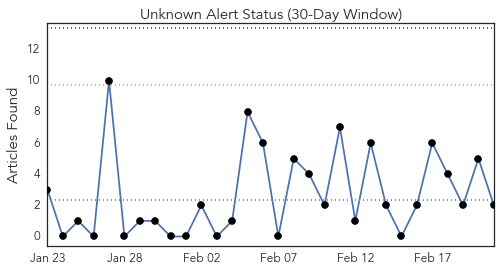 Unknown Alert Status (30-Day Window)
Articles Found
12
10
8
6
4
2
0
Jan 23 Jan 28 Feb 02 Feb 07 Feb 12 Feb 17